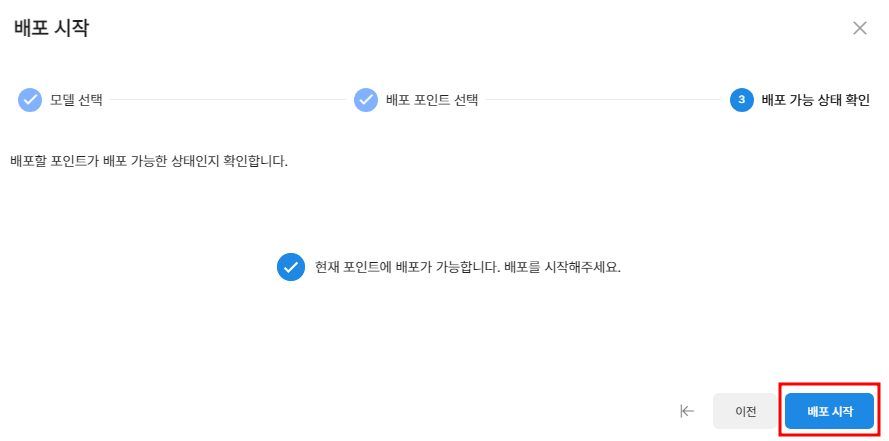 배포 시작
모델 선택
배포 포인트 선택
3 배포 가능 상태 확인
배포할 포인트가 배포 가능한 상태인지 확인합니다.
현재 포인트에 배포가 가능합니다. 배포를 시작해주세요.
이전
배포 시작